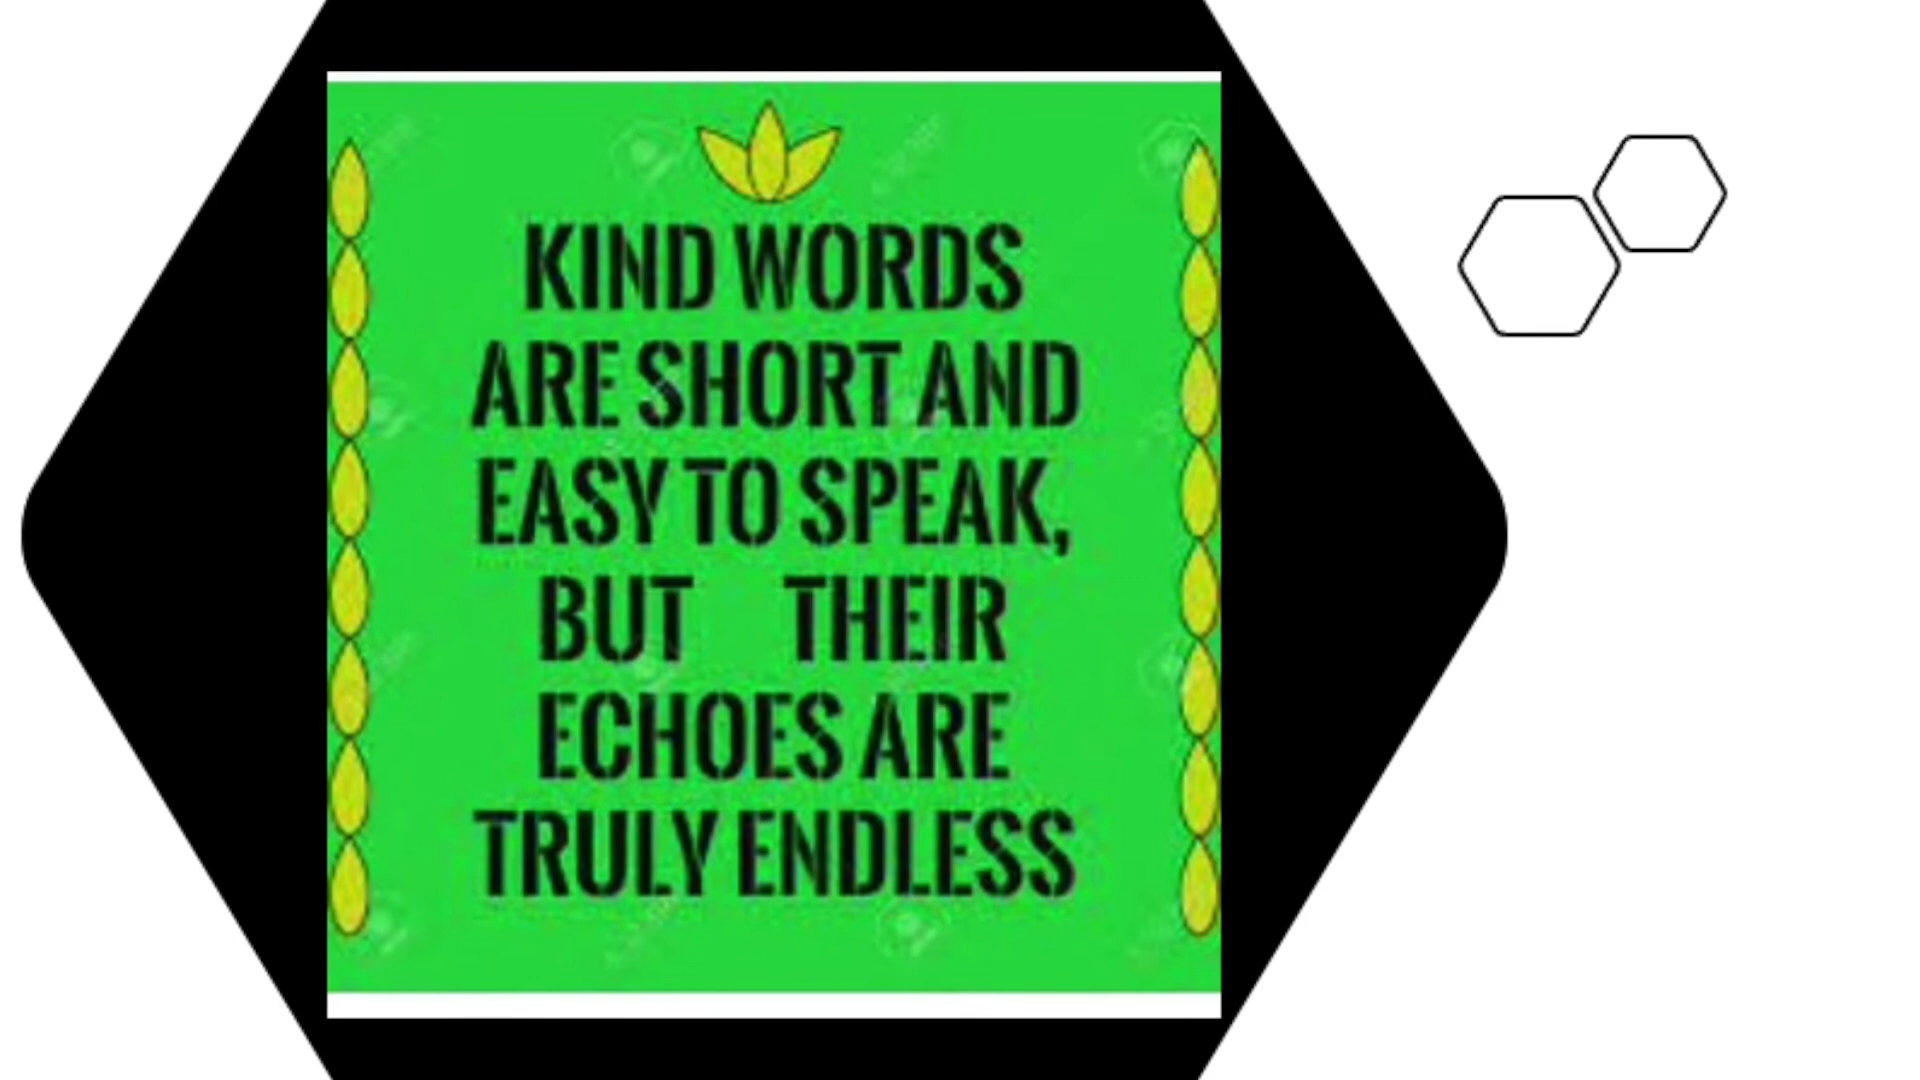 KIND WORDS
ARE SHORT AND
EASY TO SPEAK,
BUT THEIR
ECHOES ARE
TRULY ENDLESS